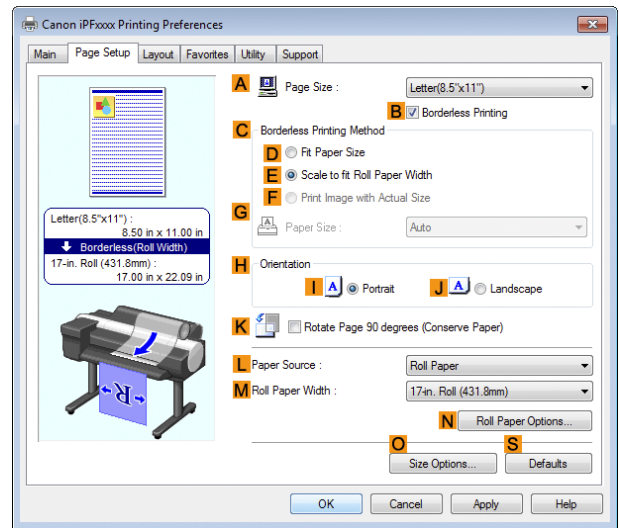 Canon iPFxxxx Printing Preferences
Main Page Setup Layout Favorites Utility Support
A Page Size : Letter(8.5"x11")
B Borderless Printing
C Borderless Printing Method
D Fit Paper Size
E Scale to fit Roll Paper Width
F Print Image with Actual Size
G Paper Size : Auto
Letter(8.5"x11") :
8.50 in x 11.00 in
Borderless(Roll Width)
17-in. Roll (431.8mm) :
17.00 in x 22.09 in
H Orientation
I A Portrait J A Landscape
K Rotate Page 90 degrees (Conserve Paper)
L Paper Source : Roll Paper
M Roll Paper Width : 17-in. Roll (431.8mm)
R
N Roll Paper Options...
O S
Size Options... Defaults
OK Cancel Apply Help